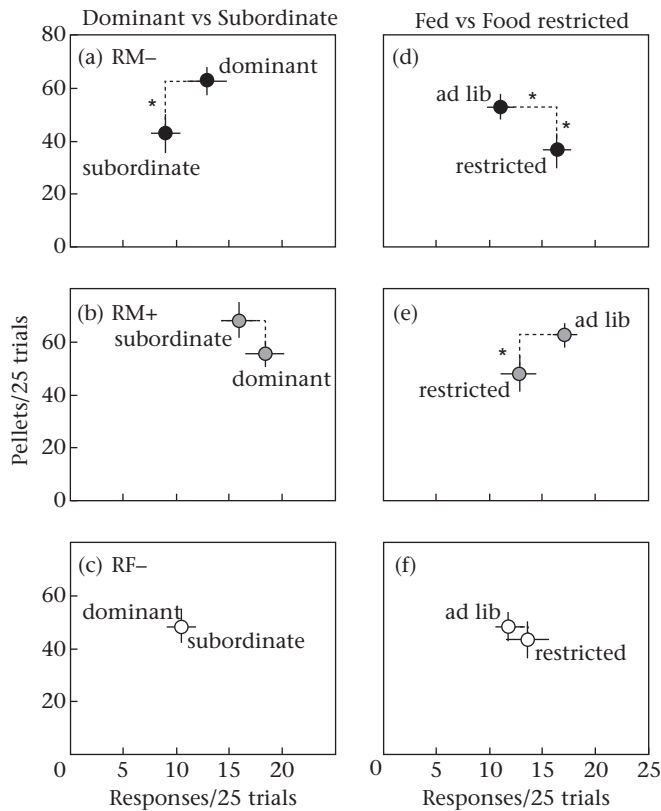 Dominant vs Subordinate
Fed vs Food restricted
(a) RM–
dominant
*
subordinate
80
60
40
20
0
(d)
ad lib
*
*
restricted
(b) RM+
subordinate
dominant
60
40
20
0
Pellets/25 trials
(e)
ad lib
*
restricted
(c) RF–
dominant
subordinate
60
40
20
0 5 10 15 20
Responses/25 trials
(f)
ad lib
restricted
0 5 10 15 20 25
Responses/25 trials